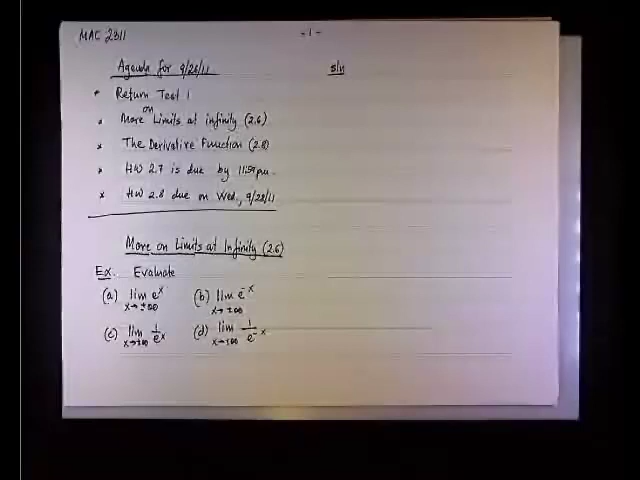 MAC 2311
- 1 -
Agenda for 9/26/11
soln
• Return Test 1
on
* More Limits at infinity (2.6)
* The Derivative Function (2.8)
* HW 2.7 is due by 11:59pm.
* HW 2.8 due on Wed., 9/28/11
More on Limits at Infinity (2.6)
Ex. Evaluate
(a) lim e^x (b) lim e^-x
x→±∞ x→±∞
(c) lim 1/e^x (d) lim 1/e^-x
x→±∞ x→±∞